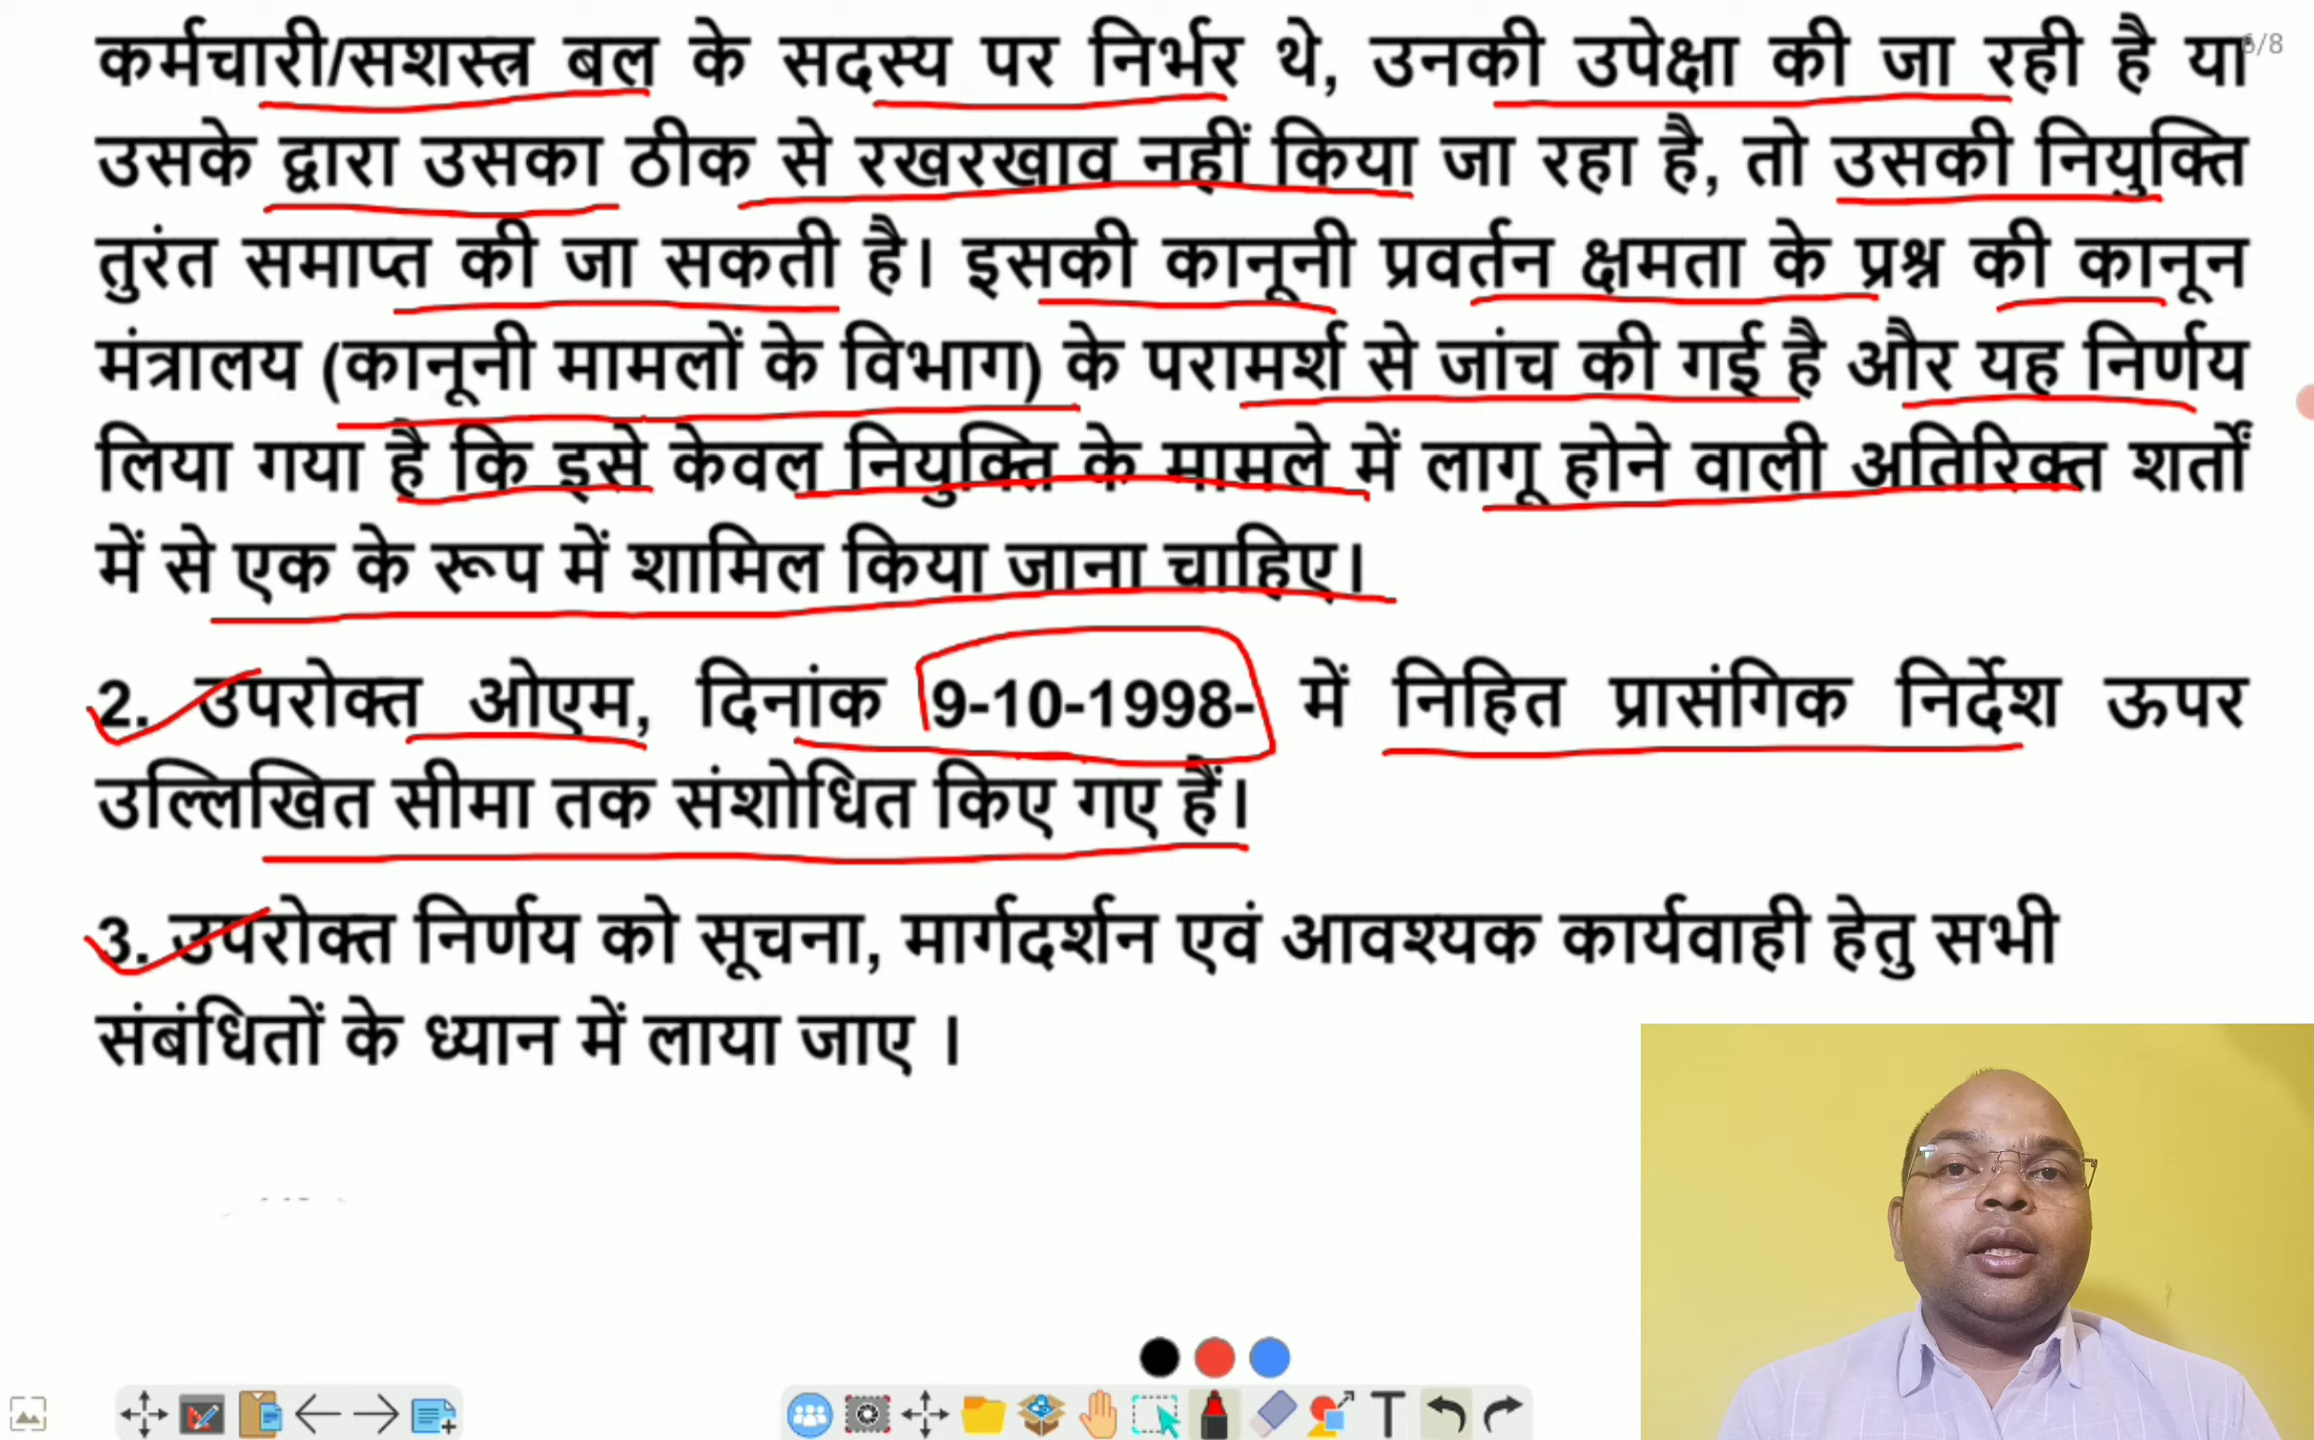 कर्मचारी/सशस्त्र बल के सदस्य पर निर्भर थे, उनकी उपेक्षा की जा रही है या
6/8
उसके द्वारा उसका ठीक से रखरखाव नहीं किया जा रहा है, तो उसकी नियुक्ति
तुरंत समाप्त की जा सकती है। इसकी कानूनी प्रवर्तन क्षमता के प्रश्न की कानून
मंत्रालय (कानूनी मामलों के विभाग) के परामर्श से जांच की गई है और यह निर्णय
लिया गया है कि इसे केवल नियुक्ति के मामले में लागू होने वाली अतिरिक्त शर्तों
में से एक के रूप में शामिल किया जाना चाहिए।
2. उपरोक्त ओएम, दिनांक 9-10-1998- में निहित प्रासंगिक निर्देश ऊपर
उल्लिखित सीमा तक संशोधित किए गए हैं।
3. उपरोक्त निर्णय को सूचना, मार्गदर्शन एवं आवश्यक कार्यवाही हेतु सभी
संबंधितों के ध्यान में लाया जाए ।
T